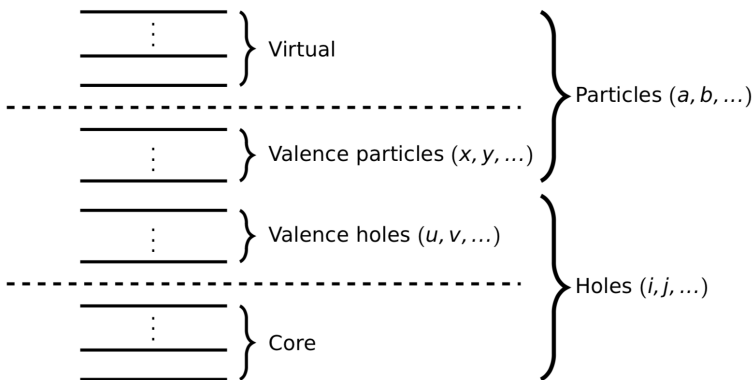 Virtual
Particles (a, b, ...)
Valence particles (x, y, ...)
Valence holes (u, v, ...)
Holes (i, j, ...)
Core